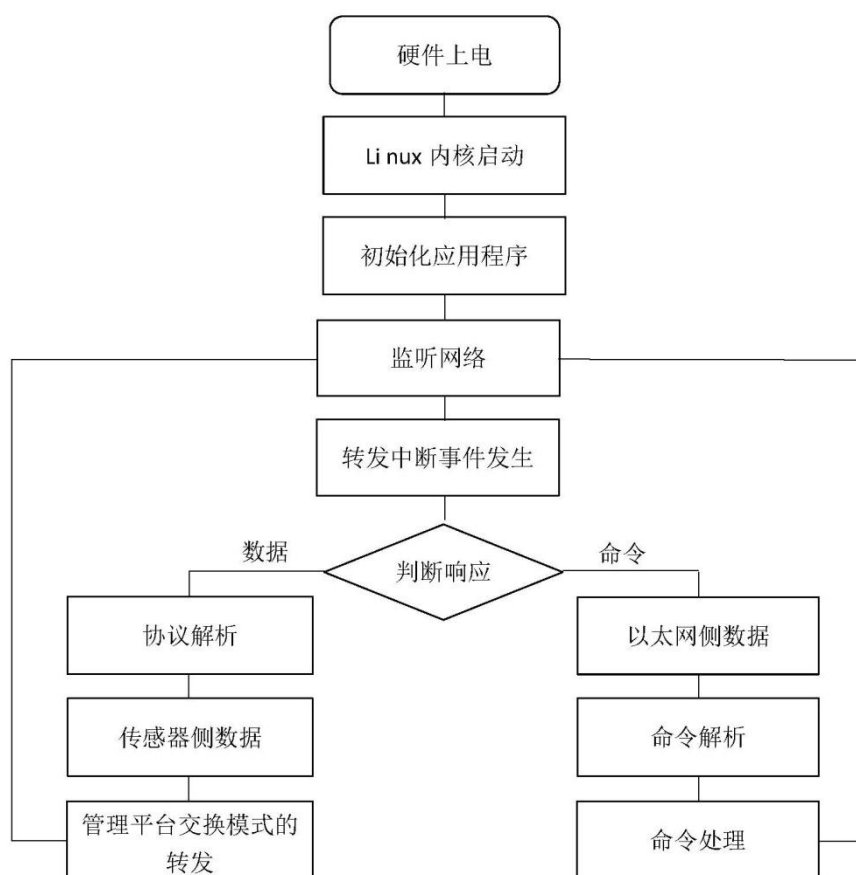 硬件上电
Linux 内核启动
初始化应用程序
监听网络
转发中断事件发生
数据
判断响应
命令
协议解析
以太网侧数据
传感器侧数据
命令解析
管理平台交换模式的
转发
命令处理